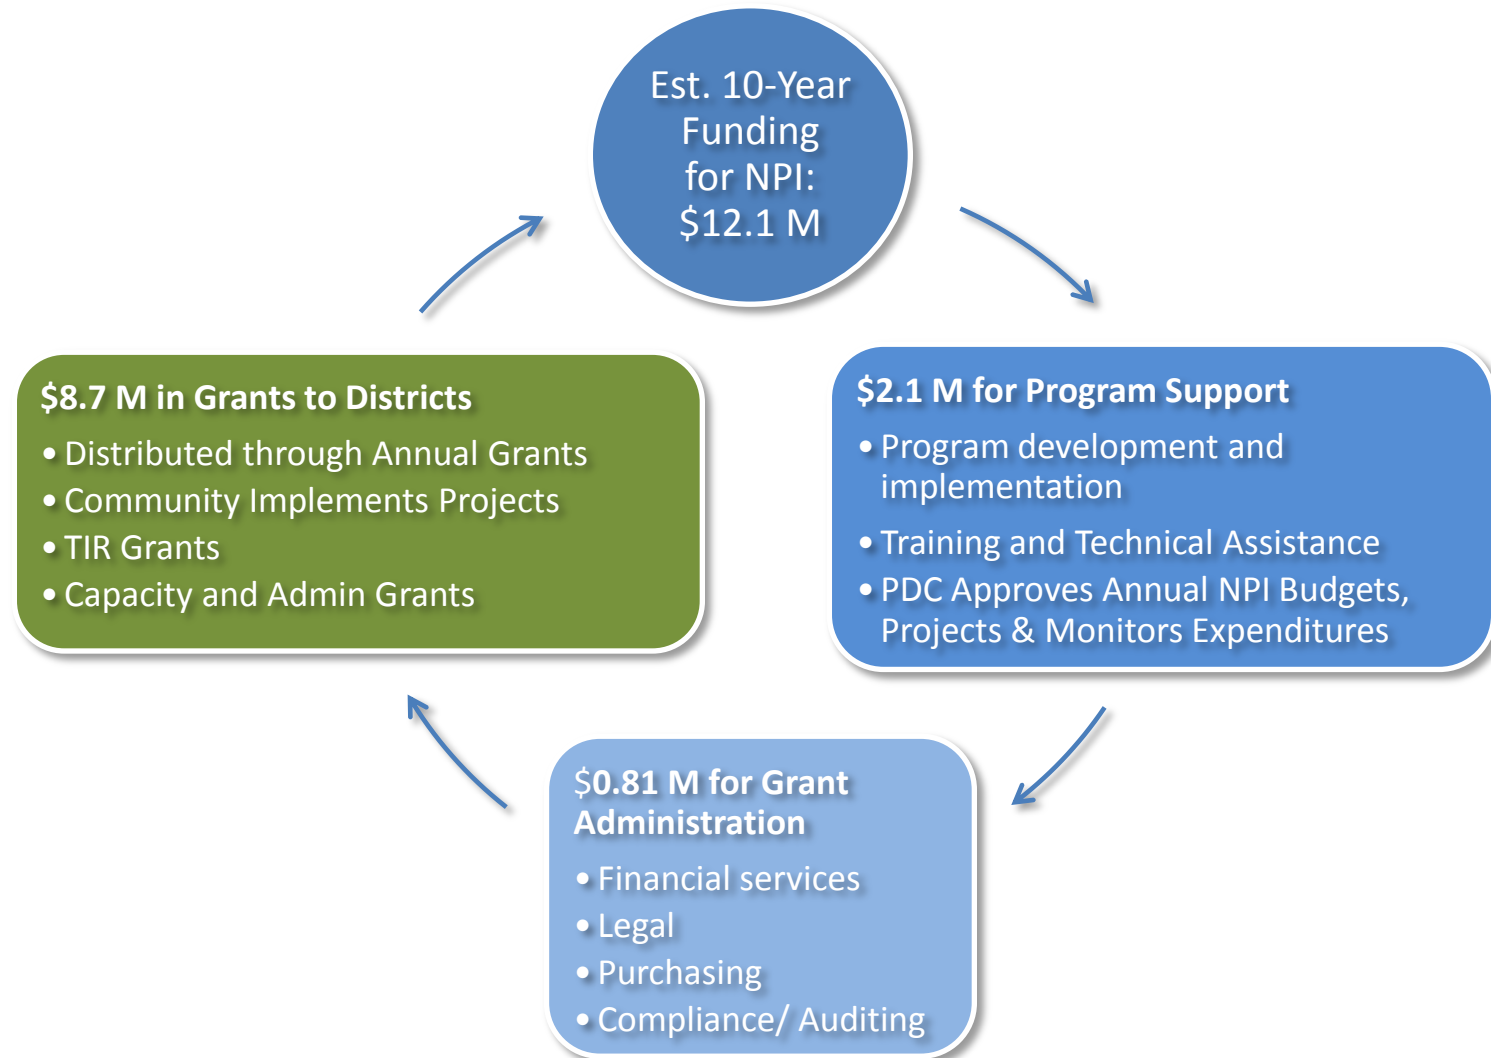 Est. 10-Year
Funding
for NPI:
$12.1 M
$8.7 M in Grants to Districts
• Distributed through Annual Grants
• Community Implements Projects
• TIR Grants
• Capacity and Admin Grants
$2.1 M for Program Support
• Program development and
implementation
• Training and Technical Assistance
• PDC Approves Annual NPI Budgets,
Projects & Monitors Expenditures
$0.81 M for Grant
Administration
• Financial services
• Legal
• Purchasing
• Compliance/ Auditing